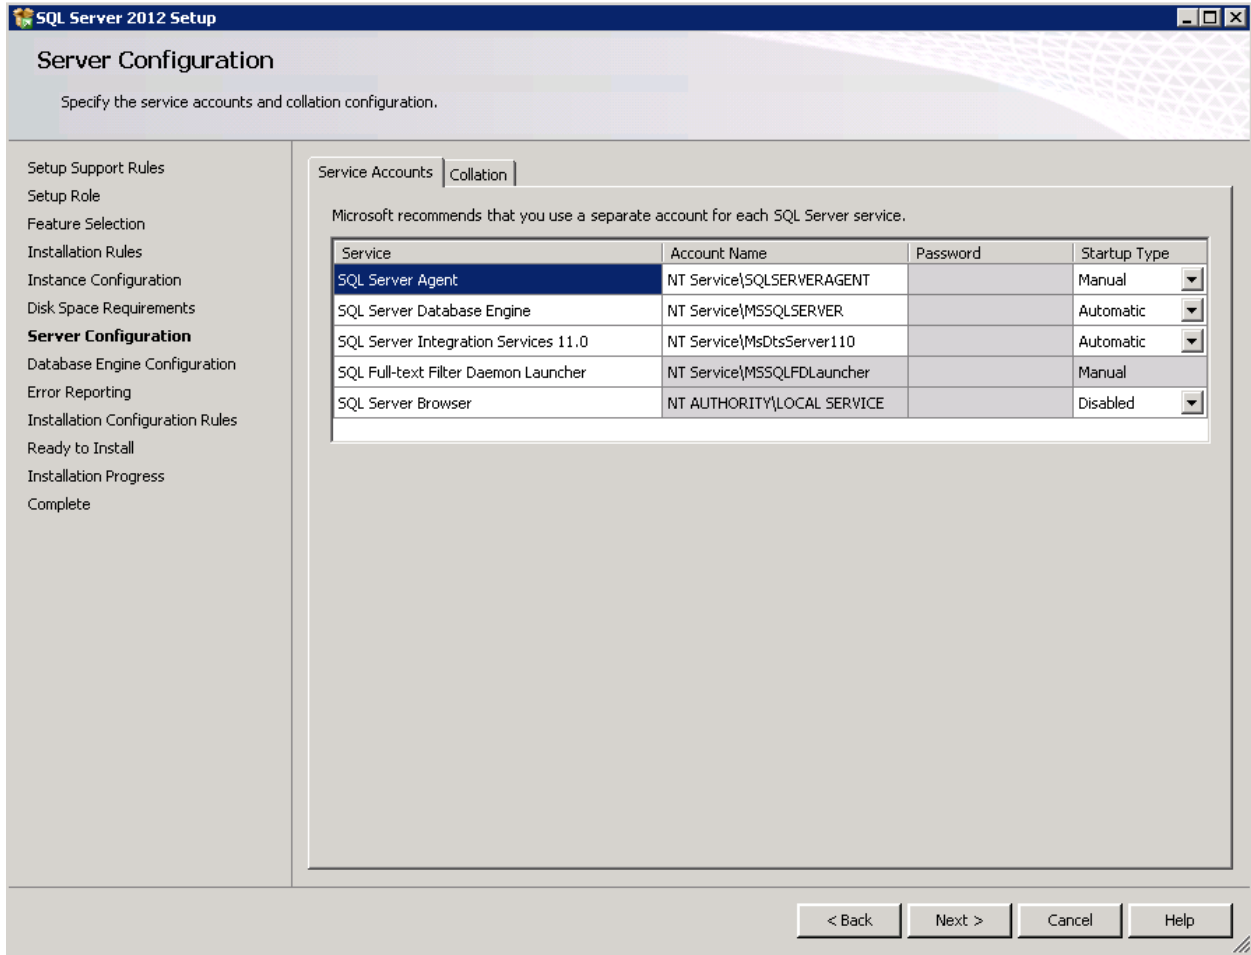 SQL Server 2012 Setup
Server Configuration
Specify the service accounts and collation configuration.
Setup Support Rules
Setup Role
Feature Selection
Installation Rules
Instance Configuration
Disk Space Requirements
Server Configuration
Database Engine Configuration
Error Reporting
Installation Configuration Rules
Ready to Install
Installation Progress
Complete
Service Accounts Collation
Microsoft recommends that you use a separate account for each SQL Server service.
Service Account Name Password Startup Type
SQL Server Agent NT Service\SQLSERVERAGENT Manual
SQL Server Database Engine NT Service\MSSQLSERVER Automatic
SQL Server Integration Services 11.0 NT Service\MsDtsServer110 Automatic
SQL Full-text Filter Daemon Launcher NT Service\MSSQLFDLauncher Manual
SQL Server Browser NT AUTHORITY\LOCAL SERVICE Disabled
< Back Next > Cancel Help